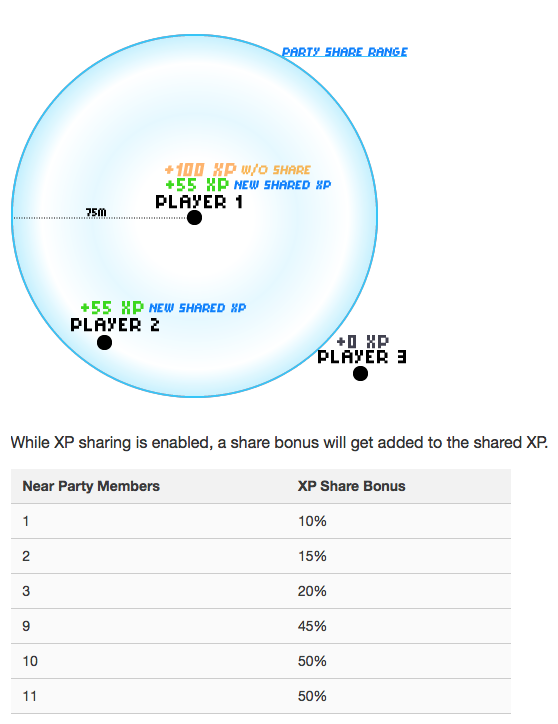 PARTY SHARE RANGE
+100 XP W/O SHARE
+55 XP NEW SHARED XP
PLAYER 1
75M
+55 XP NEW SHARED XP
PLAYER 2
+0 XP
PLAYER 3
While XP sharing is enabled, a share bonus will get added to the shared XP.
Near Party Members XP Share Bonus
1 10%
2 15%
3 20%
9 45%
10 50%
11 50%